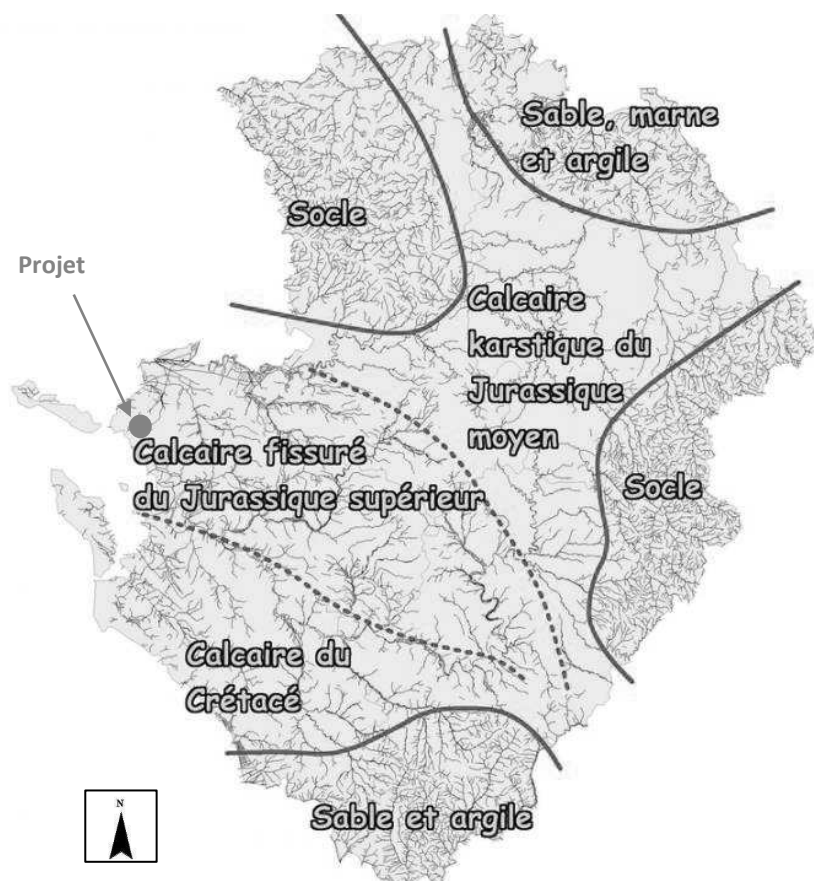 Sable, marne
et argile
Socle
Projet
Calcaire
karstique du
Jurassique
moyen
Calcaire fissuré
du Jurassique supérieur
Socle
Calcaire du
Crétacé
Sable et argile
N